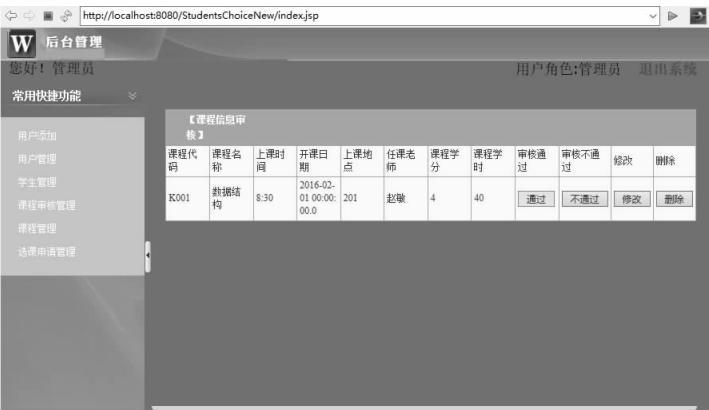 http://localhost:8080/StudentsChoiceNew/index.jsp
W 后台管理
您好！管理员 用户角色:管理员 退出系统
常用快捷功能
用户添加
用户管理
学生管理
课程审核管理
课程管理
选课申请管理
【课程信息审
核】
课程代 课程名 上课时 开课日 上课地 任课老 课程学 课程学 审核通 审核不通 修改 删除
码 称 间 期 点 师 分 时 过 过
K001 数据结 8:30 2016-02- 201 赵敏 4 40 通过 不通过 修改 删除
构 01 00:00:
00.0